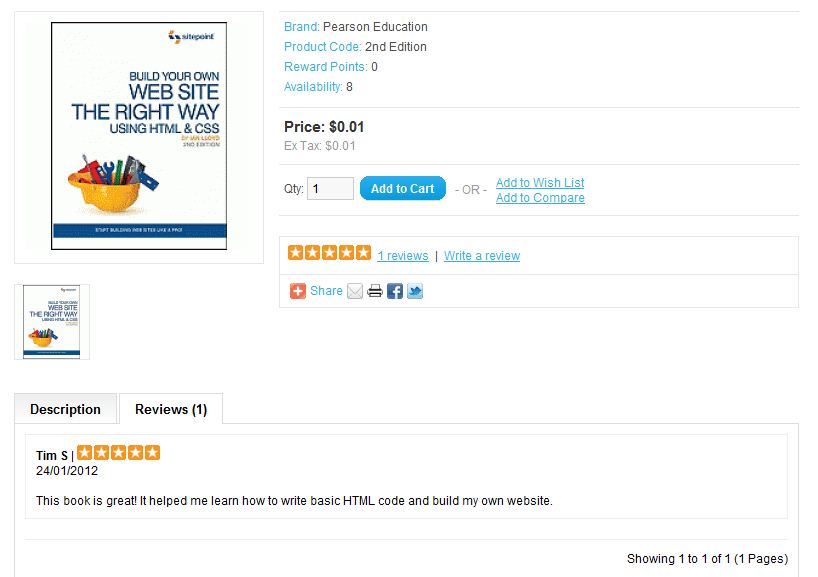 sitepoint
BUILD YOUR OWN
WEB SITE
THE RIGHT WAY
USING HTML & CSS
BY IAN LLOYD
2ND EDITION
START BUILDING WEB SITES LIKE A PRO!
Brand: Pearson Education
Product Code: 2nd Edition
Reward Points: 0
Availability: 8
Price: $0.01
Ex Tax: $0.01
Qty: 1 Add to Cart - OR - Add to Wish List
Add to Compare
1 reviews | Write a review
Share
BUILD YOUR OWN
WEB SITE
THE RIGHT WAY
USING HTML & CSS
Description Reviews (1)
Tim S |
24/01/2012
This book is great! It helped me learn how to write basic HTML code and build my own website.
Showing 1 to 1 of 1 (1 Pages)